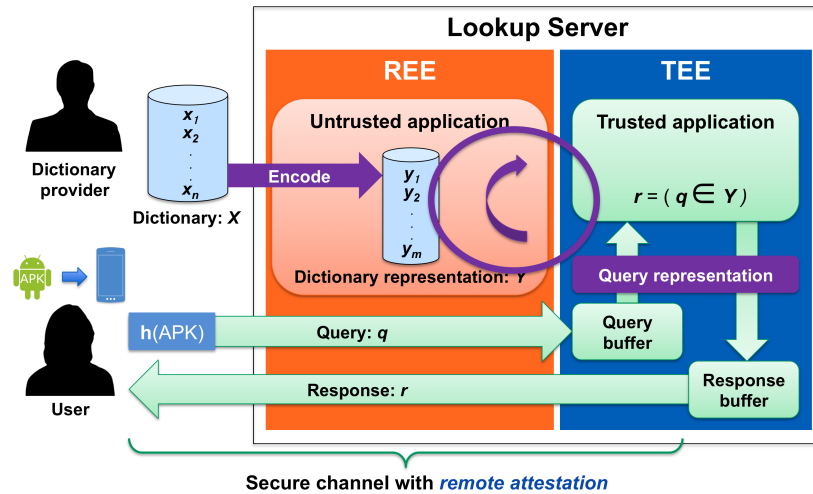 Lookup Server
REE
TEE
Dictionary
provider
x1
x2
.
.
.
xn
Dictionary: X
Encode
Untrusted application
y1
y2
.
.
.
ym
Dictionary representation: Y
Trusted application
r = ( q ∈ Y )
Query representation
APK
User
h(APK)
Query: q
Query
buffer
Response: r
Response
buffer
Secure channel with remote attestation